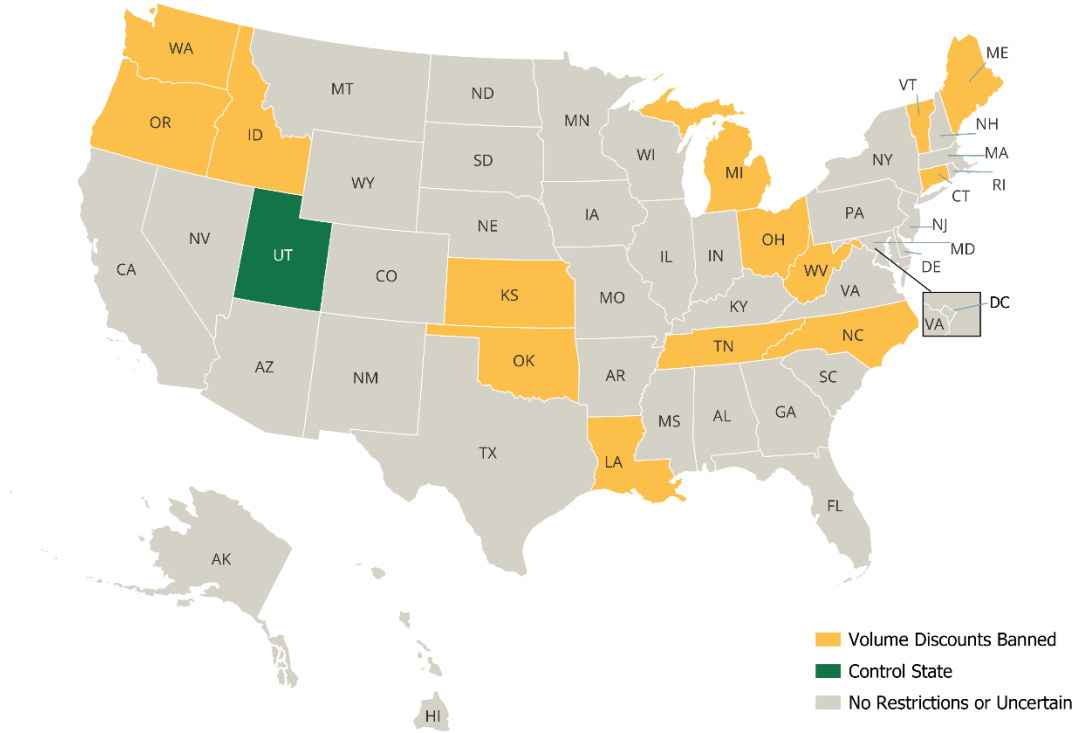 WA
MT
ND
MN
ME
VT
OR
ID
SD
WI
MI
NY
NH
MA
RI
CT
WY
IA
NE
PA
NJ
MD
DE
NV
UT
CO
IL
IN
OH
WV
VA
CA
KS
MO
KY
DC
VA
AZ
NM
OK
AR
TN
NC
SC
MS
AL
GA
TX
LA
FL
AK
HI
Volume Discounts Banned
Control State
No Restrictions or Uncertain